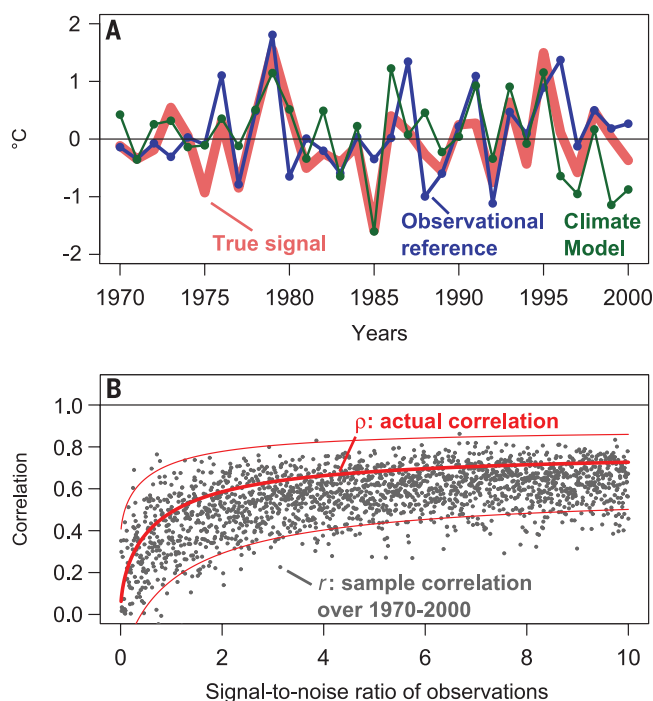 A
2
1
0
-1
-2
°C
True signal
Observational
reference
Climate
Model
1970 1975 1980 1985 1990 1995 2000
Years
B
1.0
0.8
0.6
0.4
0.2
0.0
Correlation
ρ: actual correlation
r: sample correlation
over 1970-2000
0 2 4 6 8 10
Signal-to-noise ratio of observations